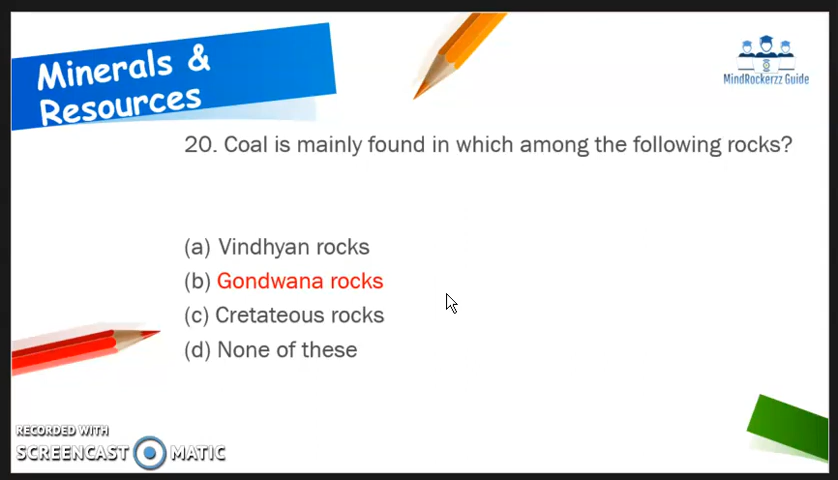 Minerals &
Resources
MindRockerzz Guide
20. Coal is mainly found in which among the following rocks?
(a) Vindhyan rocks
(b) Gondwana rocks
(c) Cretateous rocks
(d) None of these
RECORDED WITH
SCREENCAST MATIC